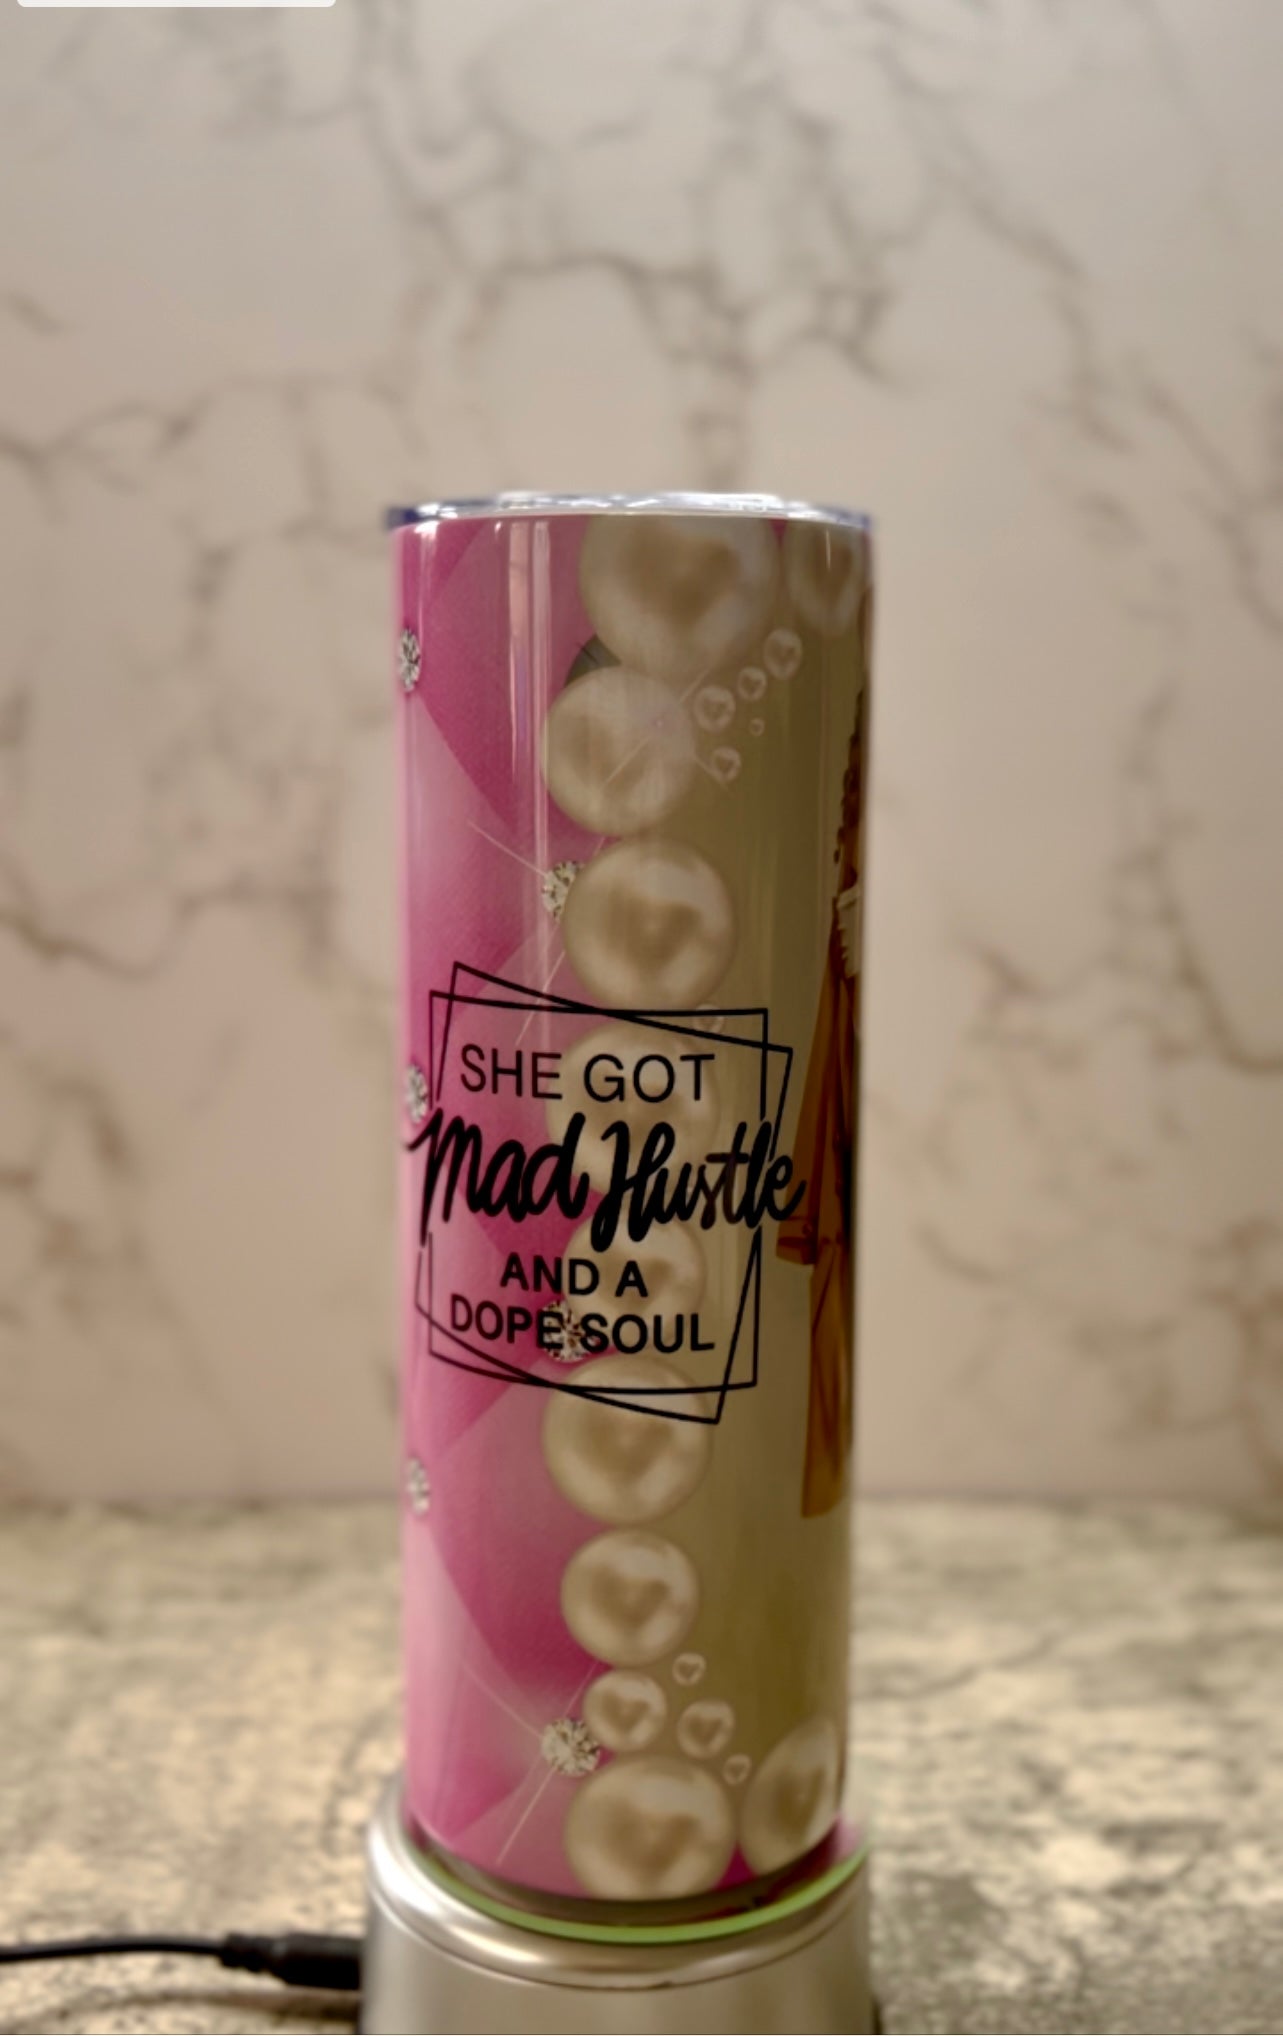 SHE GOT
Mad Hustle
AND A
DOPE SOUL